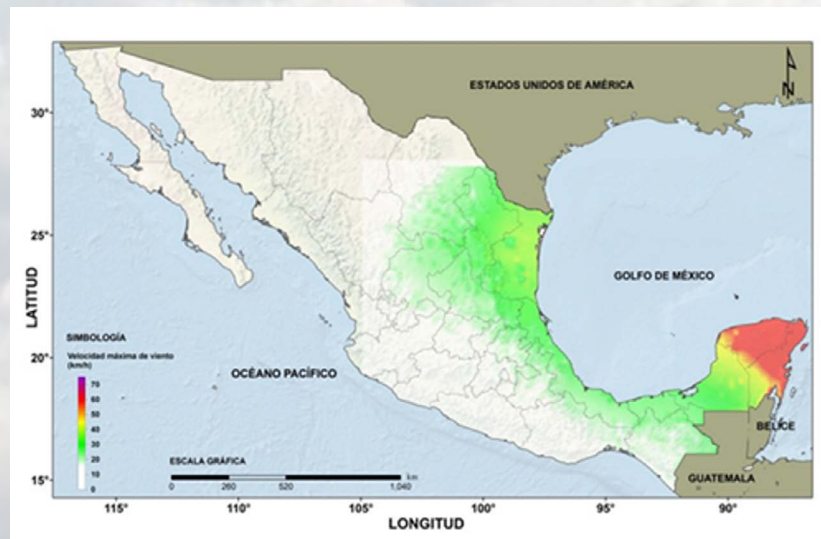 ESTADOS UNIDOS DE AMÉRICA
N
30°
25°
20°
15°
LATITUD
GOLFO DE MÉXICO
SIMBOLOGÍA
Velocidad máxima de viento
(km/h)
70
60
50
40
30
20
10
0
OCÉANO PACÍFICO
BELICE
GUATEMALA
ESCALA GRÁFICA
km
0 260 520 1,040
115° 110° 105° 100° 95° 90°
LONGITUD